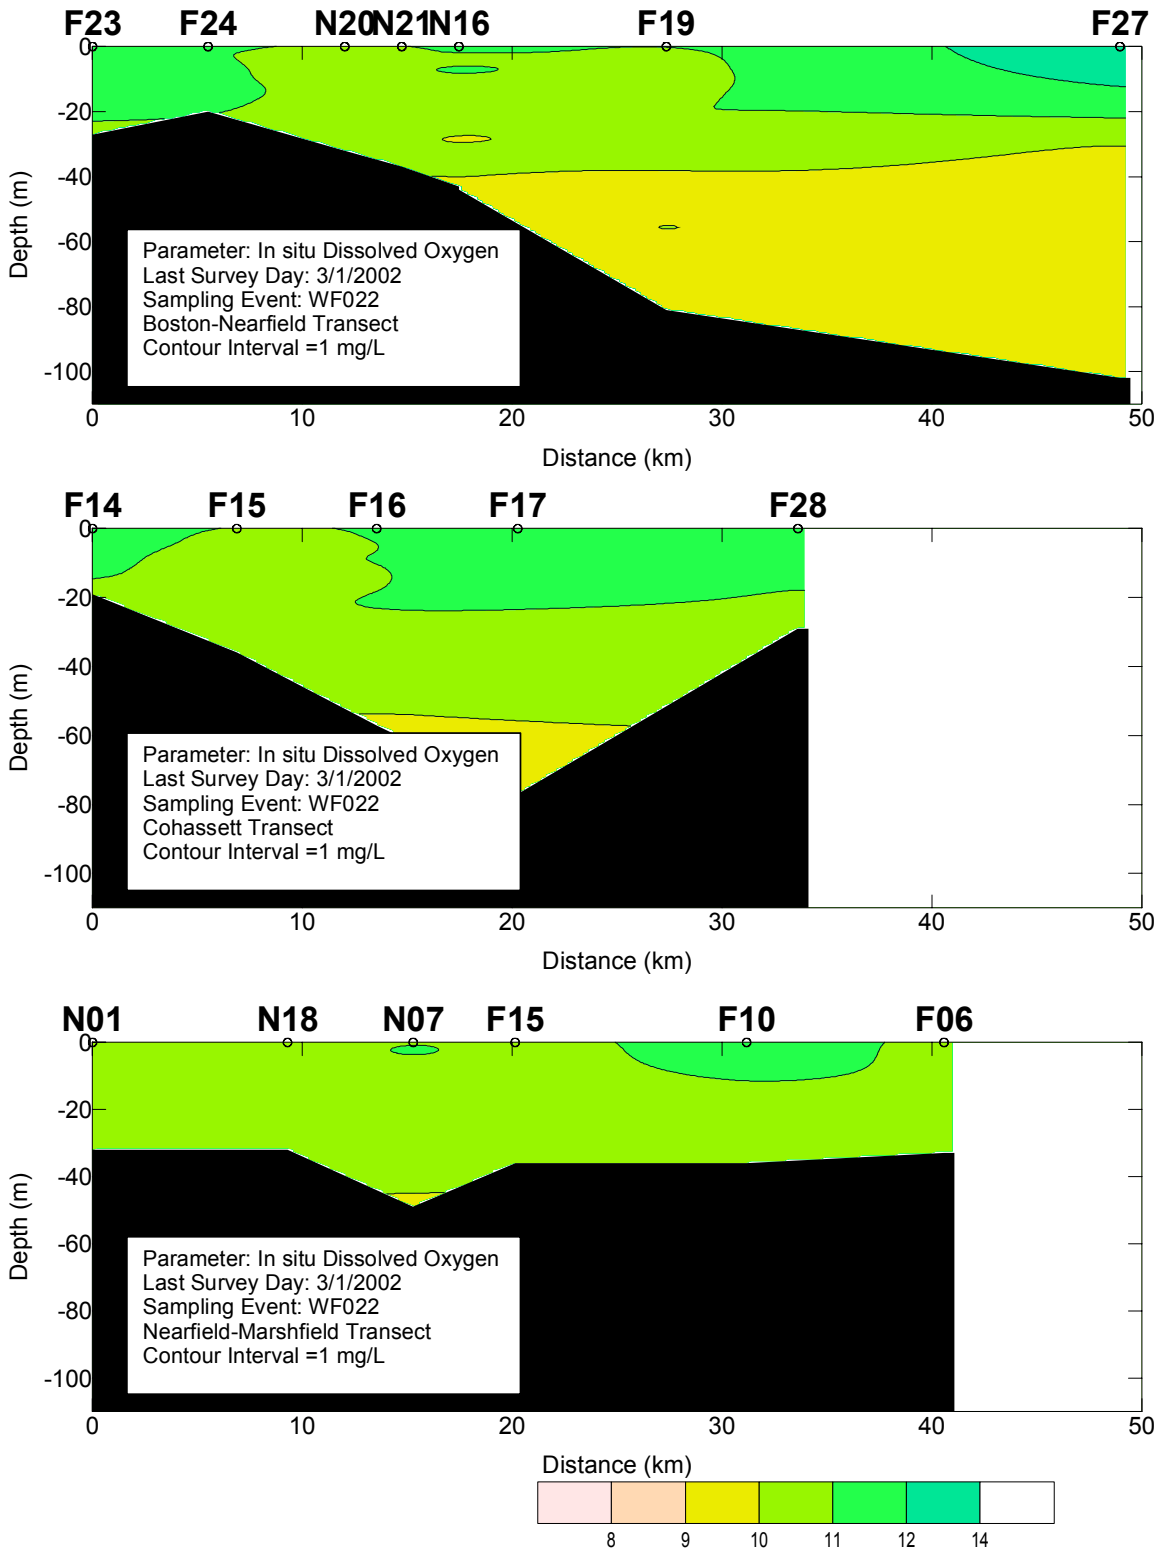 F23 F24 N20 N21 N16 F19 F27
0
-20
-40
-60
-80
-100
Depth (m)
Parameter: In situ Dissolved Oxygen
Last Survey Day: 3/1/2002
Sampling Event: WF022
Boston-Nearfield Transect
Contour Interval =1 mg/L
0 10 20 30 40 50
Distance (km)
F14 F15 F16 F17 F28
0
-20
-40
-60
-80
-100
Depth (m)
Parameter: In situ Dissolved Oxygen
Last Survey Day: 3/1/2002
Sampling Event: WF022
Cohassett Transect
Contour Interval =1 mg/L
0 10 20 30 40 50
Distance (km)
N01 N18 N07 F15 F10 F06
0
-20
-40
-60
-80
-100
Depth (m)
Parameter: In situ Dissolved Oxygen
Last Survey Day: 3/1/2002
Sampling Event: WF022
Nearfield-Marshfield Transect
Contour Interval =1 mg/L
0 10 20 30 40 50
Distance (km)
8 9 10 11 12 14